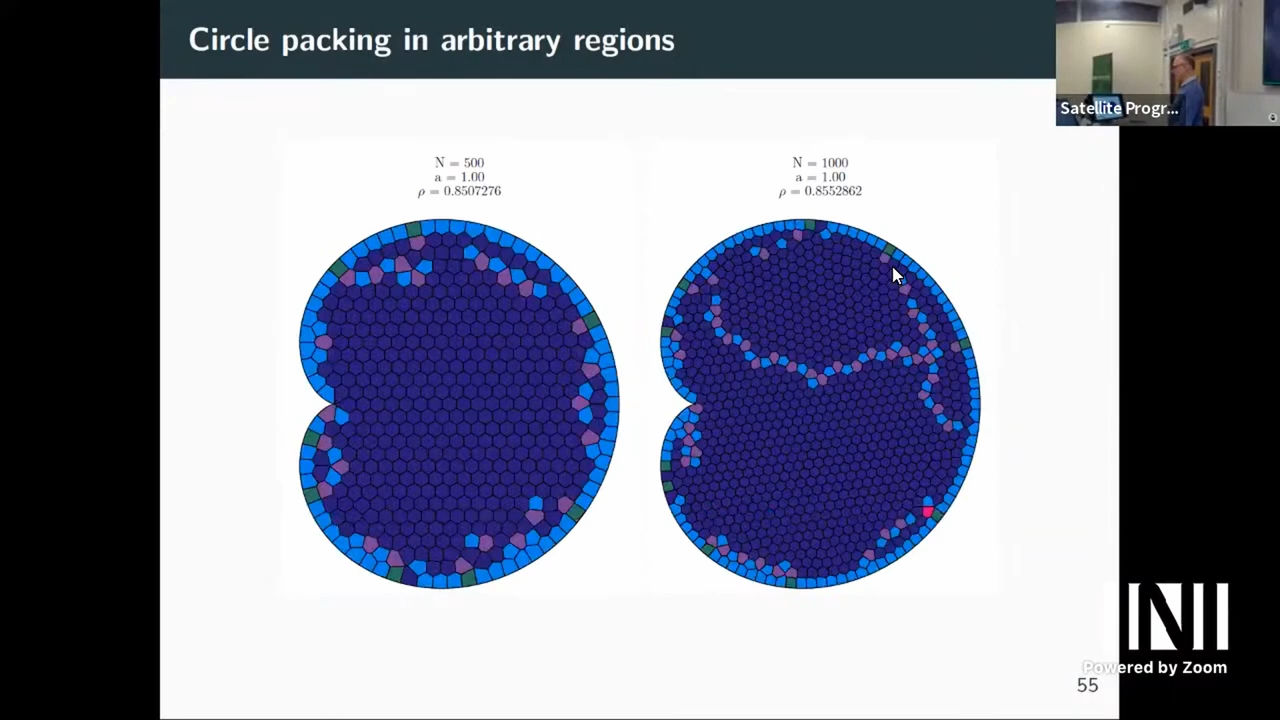 Circle packing in arbitrary regions
Satellite Progr...
N = 500
a = 1.00
ρ = 0.8507276
N = 1000
a = 1.00
ρ = 0.8552862
Powered by Zoom
55